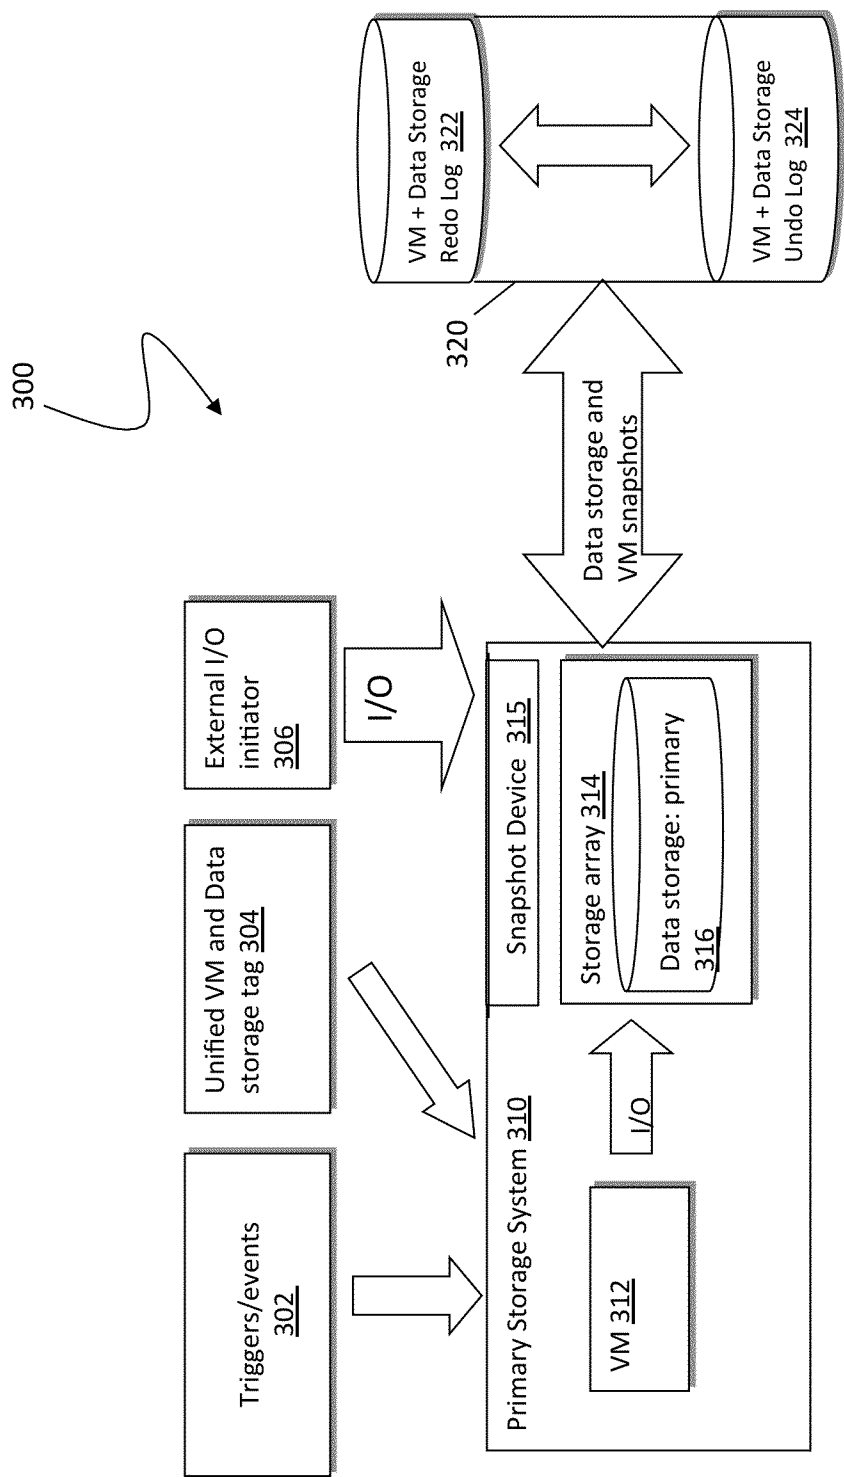 300
Triggers/events
302
Unified VM and Data
storage tag 304
External I/O
initiator
306
I/O
Primary Storage System 310
VM 312
I/O
Snapshot Device 315
Storage array 314
Data storage: primary
316
Data storage and
VM snapshots
320
VM + Data Storage
Redo Log 322
VM + Data Storage
Undo Log 324